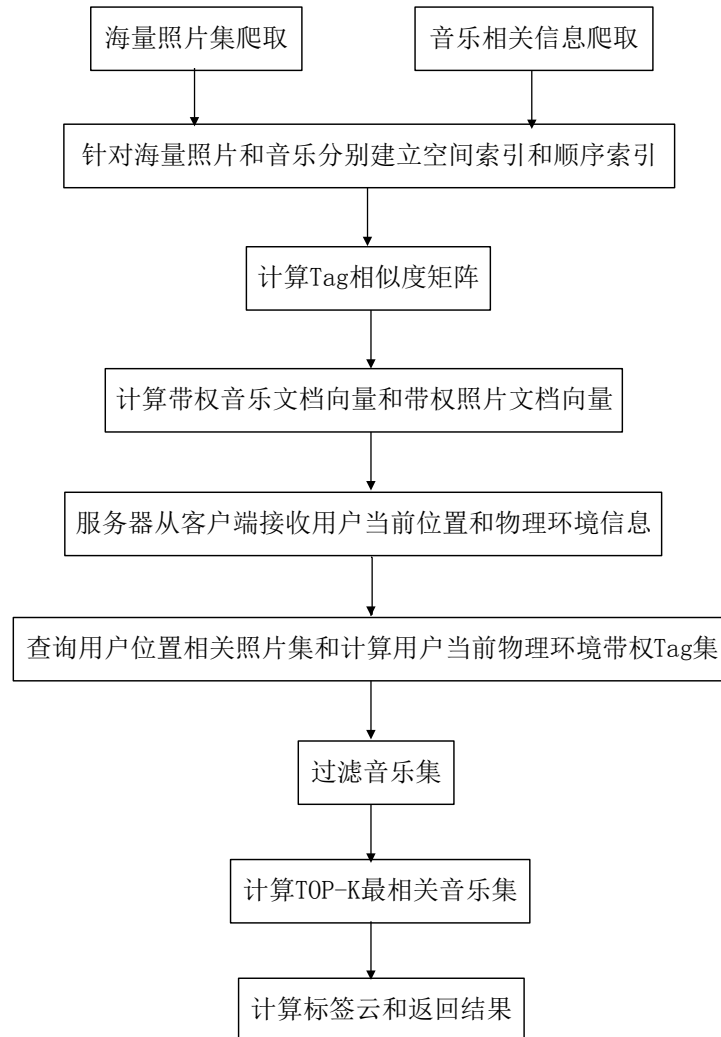 海量照片集爬取
音乐相关信息爬取
针对海量照片和音乐分别建立空间索引和顺序索引
计算Tag相似度矩阵
计算带权音乐文档向量和带权照片文档向量
服务器从客户端接收用户当前位置和物理环境信息
查询用户位置相关照片集和计算用户当前物理环境带权Tag集
过滤音乐集
计算TOP-K最相关音乐集
计算标签云和返回结果